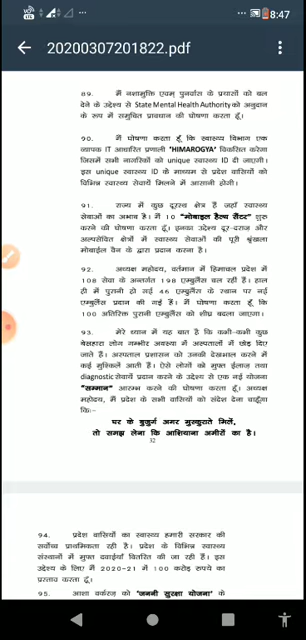 8:47
20200307201822.pdf
89. मैं नशामुक्ति एवम् पुनर्वास के प्रयासों को बल
देने के उद्देश्य से State Mental Health Authority को अनुदान
के रूप में समुचित प्रावधान की घोषणा करता हूँ।
90. मैं घोषणा करता हूँ कि स्वास्थ्य विभाग एक
व्यापक IT आधारित प्रणाली 'HIMAROGYA' विकसित करेगा
जिसमें सभी नागरिकों को unique स्वास्थ्य ID दी जाएगी।
इस unique स्वास्थ्य ID के माध्यम से प्रदेश वासियों को
विभिन्न स्वास्थ्य सेवायें मिलने में आसानी होगी।
91. राज्य में कुछ दूरस्थ क्षेत्र हैं जहाँ स्वास्थ्य
सेवाओं का अभाव है। मैं 10 "मोबाइल हैल्थ सैंटर" शुरू
करने की घोषणा करता हूँ। इनका उद्देश्य दूर-दराज और
अल्पसेवित क्षेत्रों में स्वास्थ्य सेवाओं की पूरी श्रृंखला
मोबाईल वैन के द्वारा प्रदान करना है।
92. अध्यक्ष महोदय, वर्तमान में हिमाचल प्रदेश में
108 सेवा के अन्तर्गत 198 एम्बुलैंस चल रही हैं। हाल
ही में पुरानी हो गई 46 एम्बुलैंस के स्थान पर नई
एम्बुलैंस प्रदान की गई हैं। मैं घोषणा करता हूँ कि
100 अतिरिक्त पुरानी एम्बुलैंस को शीघ्र बदला जाएगा।
93. मेरे ध्यान में यह बात है कि कभी-कभी कुछ
बेसहारा लोग गम्भीर अवस्था में अस्पतालों में छोड़ दिए
जाते हैं। अस्पताल प्रशासन को उनकी देखभाल करने में
कई मुश्किलें आती हैं। ऐसे लोगों को मुफ्त ईलाज तथा
diagnostic सेवायें प्रदान करने के उद्देश्य से एक नई योजना
"सम्मान" आरम्भ करने की घोषणा करता हूँ। अध्यक्ष
महोदय, मैं प्रदेश के सभी वासियों को संदेश देना चाहूँगा
कि:-
घर के बुजुर्ग अगर मुस्कुराते मिलें,
तो समझ लेना कि आशियाना अमीरों का है।
32
94. प्रदेश वासियों का स्वास्थ्य हमारी सरकार की
सर्वोच्च प्राथमिकता रही है। प्रदेश के विभिन्न स्वास्थ्य
संस्थानों में मुफ्त दवाईयाँ वितरित की जा रही हैं। इस
उद्देश्य के लिए मैं 2020-21 में 100 करोड़ रुपये का
प्रस्ताव करता हूँ।
95. आशा वर्करज़ को 'जननी सुरक्षा योजना' के